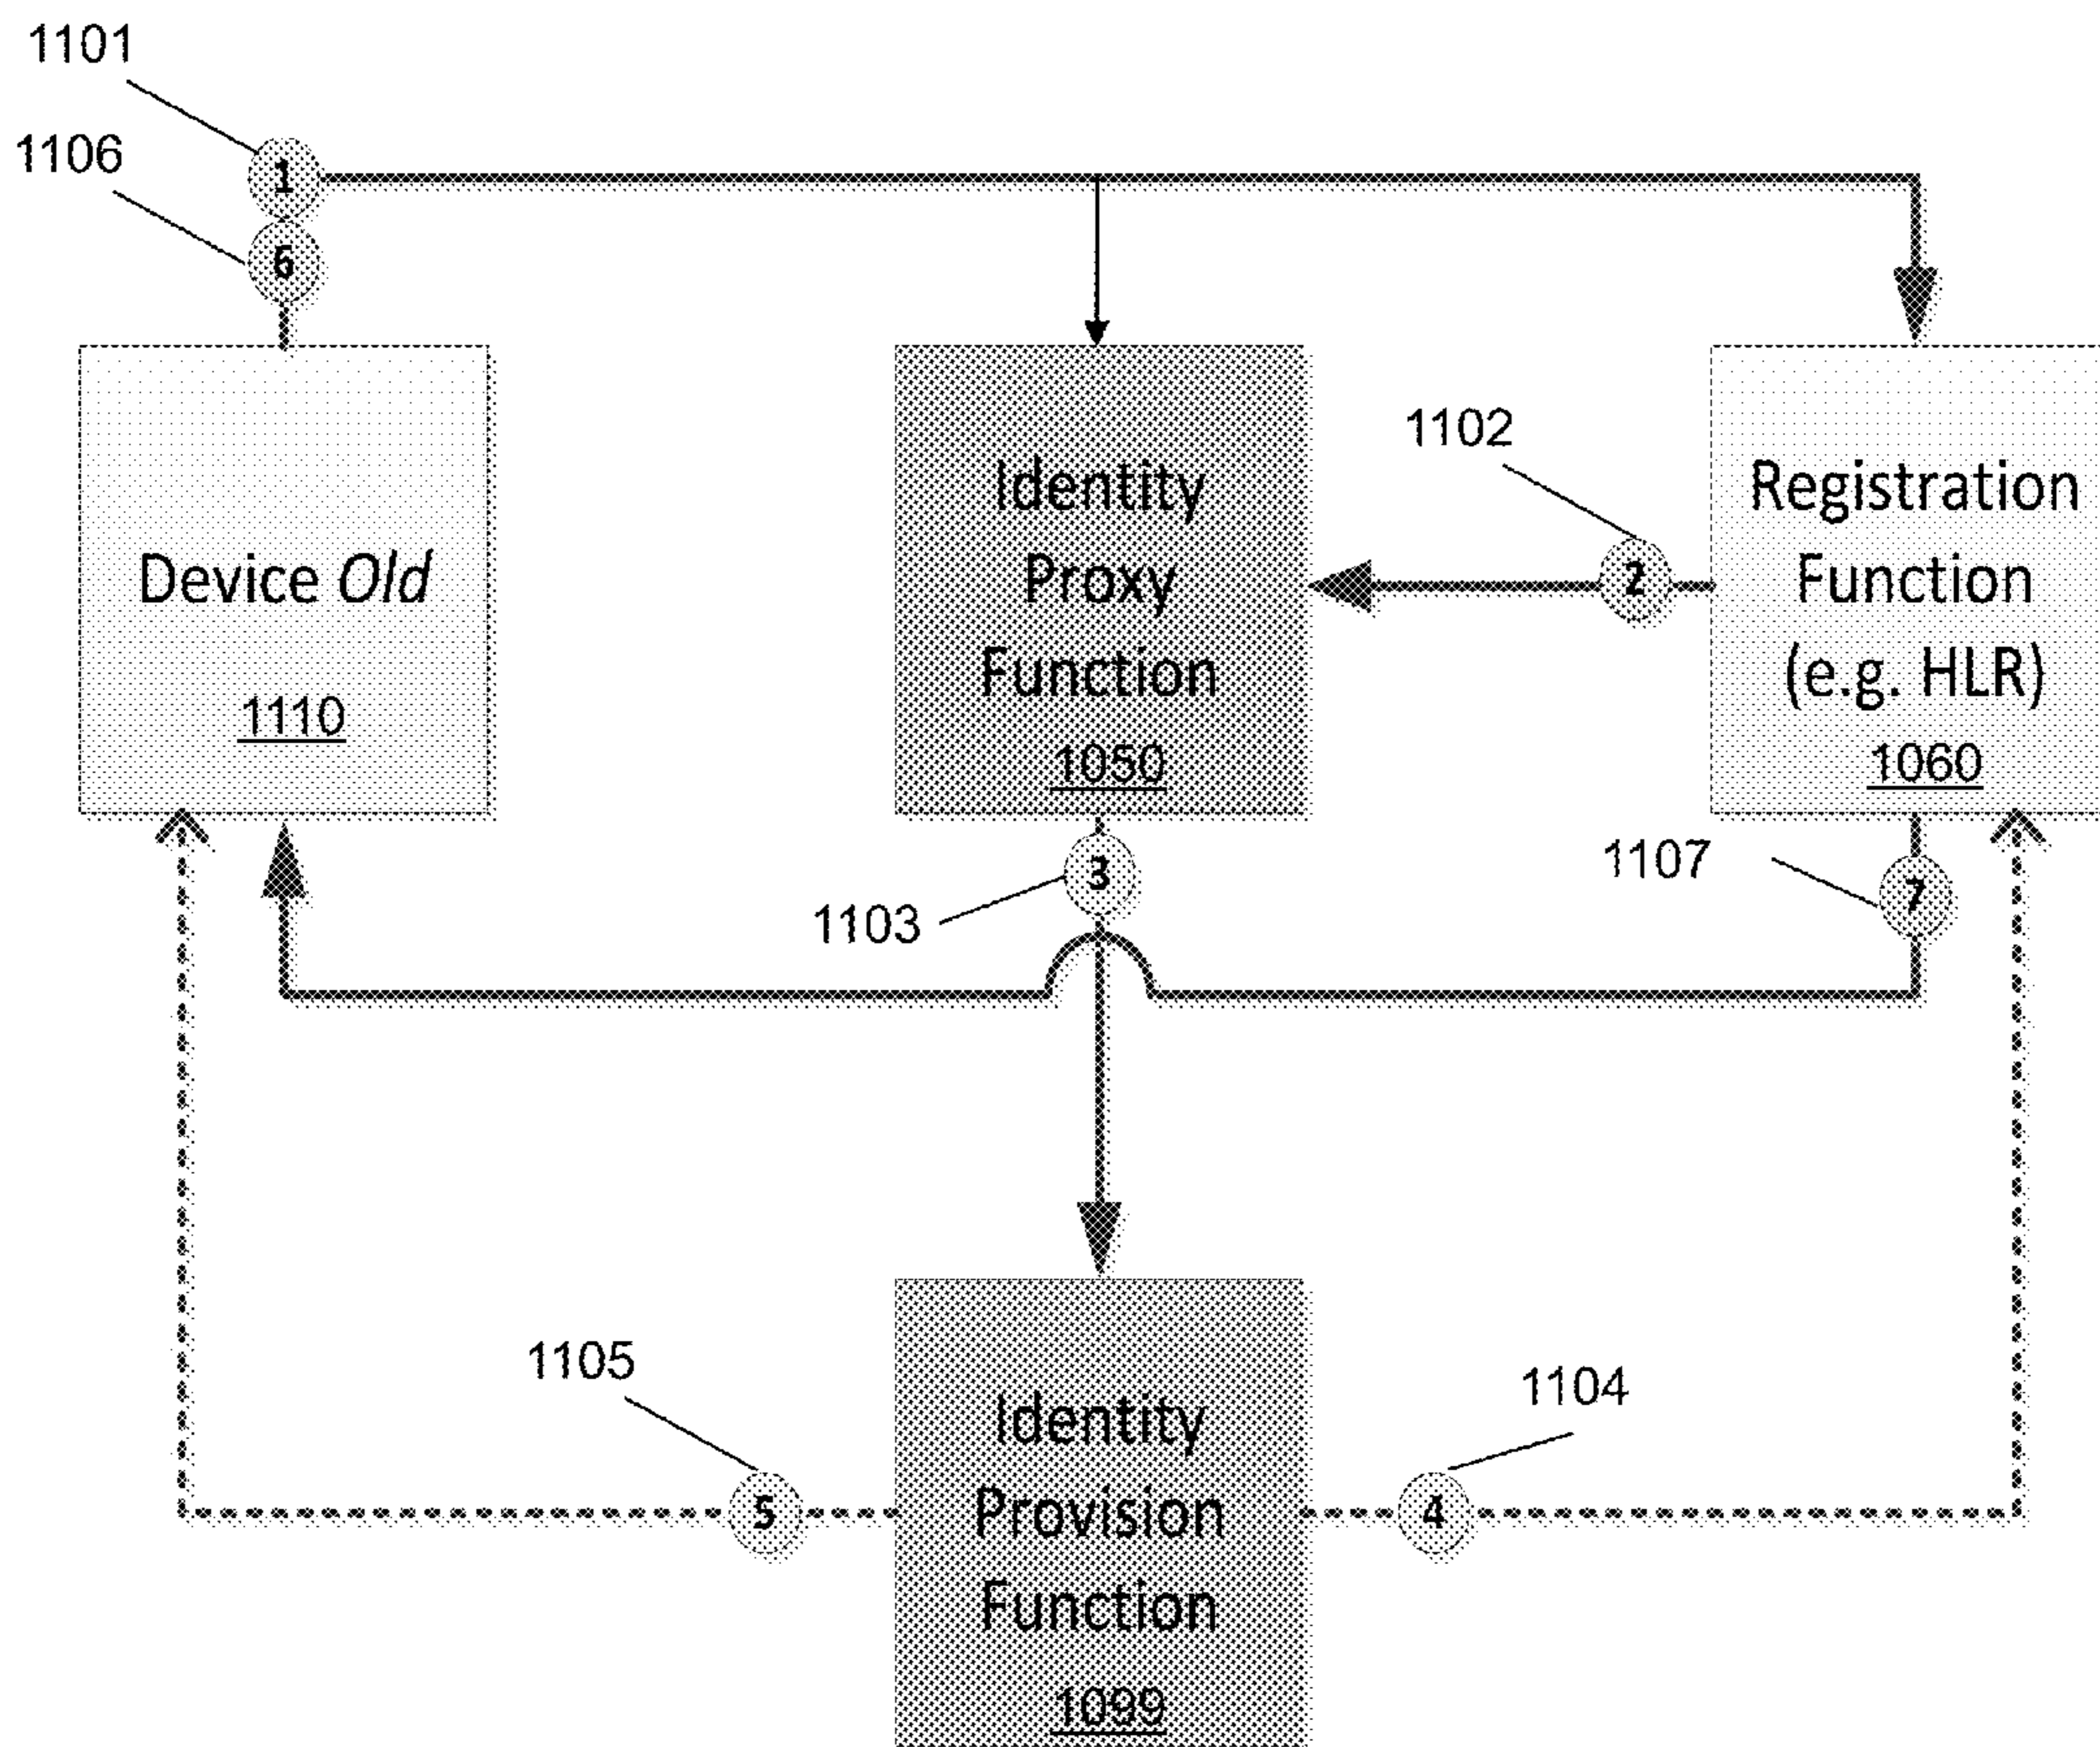 1101
1106
1
6
Device Old
1110
Identity
Proxy
Function
1050
1102
2
Registration
Function
(e.g. HLR)
1060
1103
3
1107
7
1105
5
Identity
Provision
Function
1099
1104
4